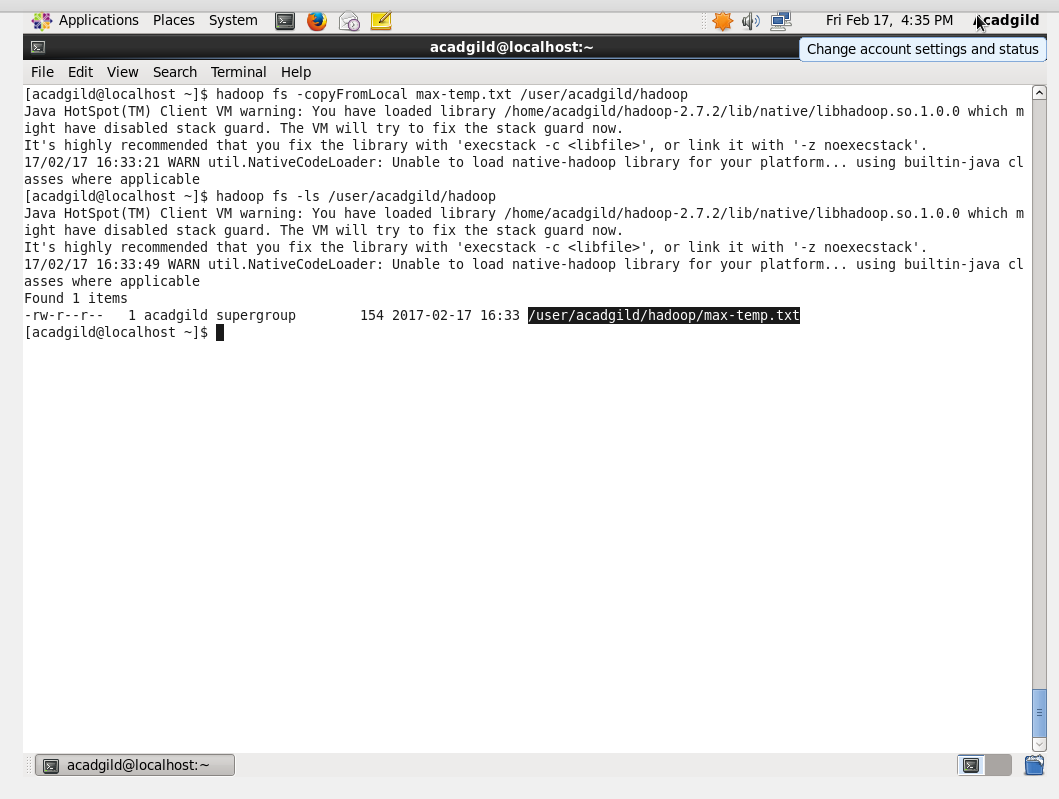 Applications Places System Fri Feb 17, 4:35 PM Acadgild
acadgild@localhost:~
Change account settings and status
File Edit View Search Terminal Help
[acadgild@localhost ~]$ hadoop fs -copyFromLocal max-temp.txt /user/acadgild/hadoop
Java HotSpot(TM) Client VM warning: You have loaded library /home/acadgild/hadoop-2.7.2/lib/native/libhadoop.so.1.0.0 which m
ight have disabled stack guard. The VM will try to fix the stack guard now.
It's highly recommended that you fix the library with 'execstack -c <libfile>', or link it with '-z noexecstack'.
17/02/17 16:33:21 WARN util.NativeCodeLoader: Unable to load native-hadoop library for your platform... using builtin-java cl
asses where applicable
[acadgild@localhost ~]$ hadoop fs -ls /user/acadgild/hadoop
Java HotSpot(TM) Client VM warning: You have loaded library /home/acadgild/hadoop-2.7.2/lib/native/libhadoop.so.1.0.0 which m
ight have disabled stack guard. The VM will try to fix the stack guard now.
It's highly recommended that you fix the library with 'execstack -c <libfile>', or link it with '-z noexecstack'.
17/02/17 16:33:49 WARN util.NativeCodeLoader: Unable to load native-hadoop library for your platform... using builtin-java cl
asses where applicable
Found 1 items
-rw-r--r--   1 acadgild supergroup        154 2017-02-17 16:33 /user/acadgild/hadoop/max-temp.txt
[acadgild@localhost ~]$
acadgild@localhost:~